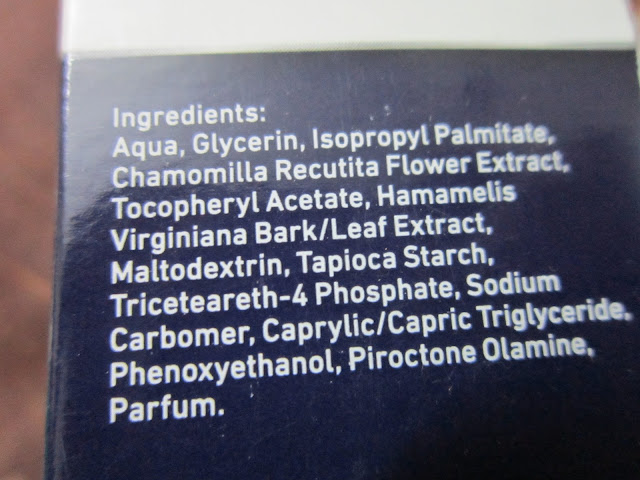 Ingredients:
Aqua, Glycerin, Isopropyl Palmitate,
Chamomilla Recutita Flower Extract,
Tocopheryl Acetate, Hamamelis
Virginiana Bark/Leaf Extract,
Maltodextrin, Tapioca Starch,
Triceteareth-4 Phosphate, Sodium
Carbomer, Caprylic/Capric Triglyceride,
Phenoxyethanol, Piroctone Olamine,
Parfum.